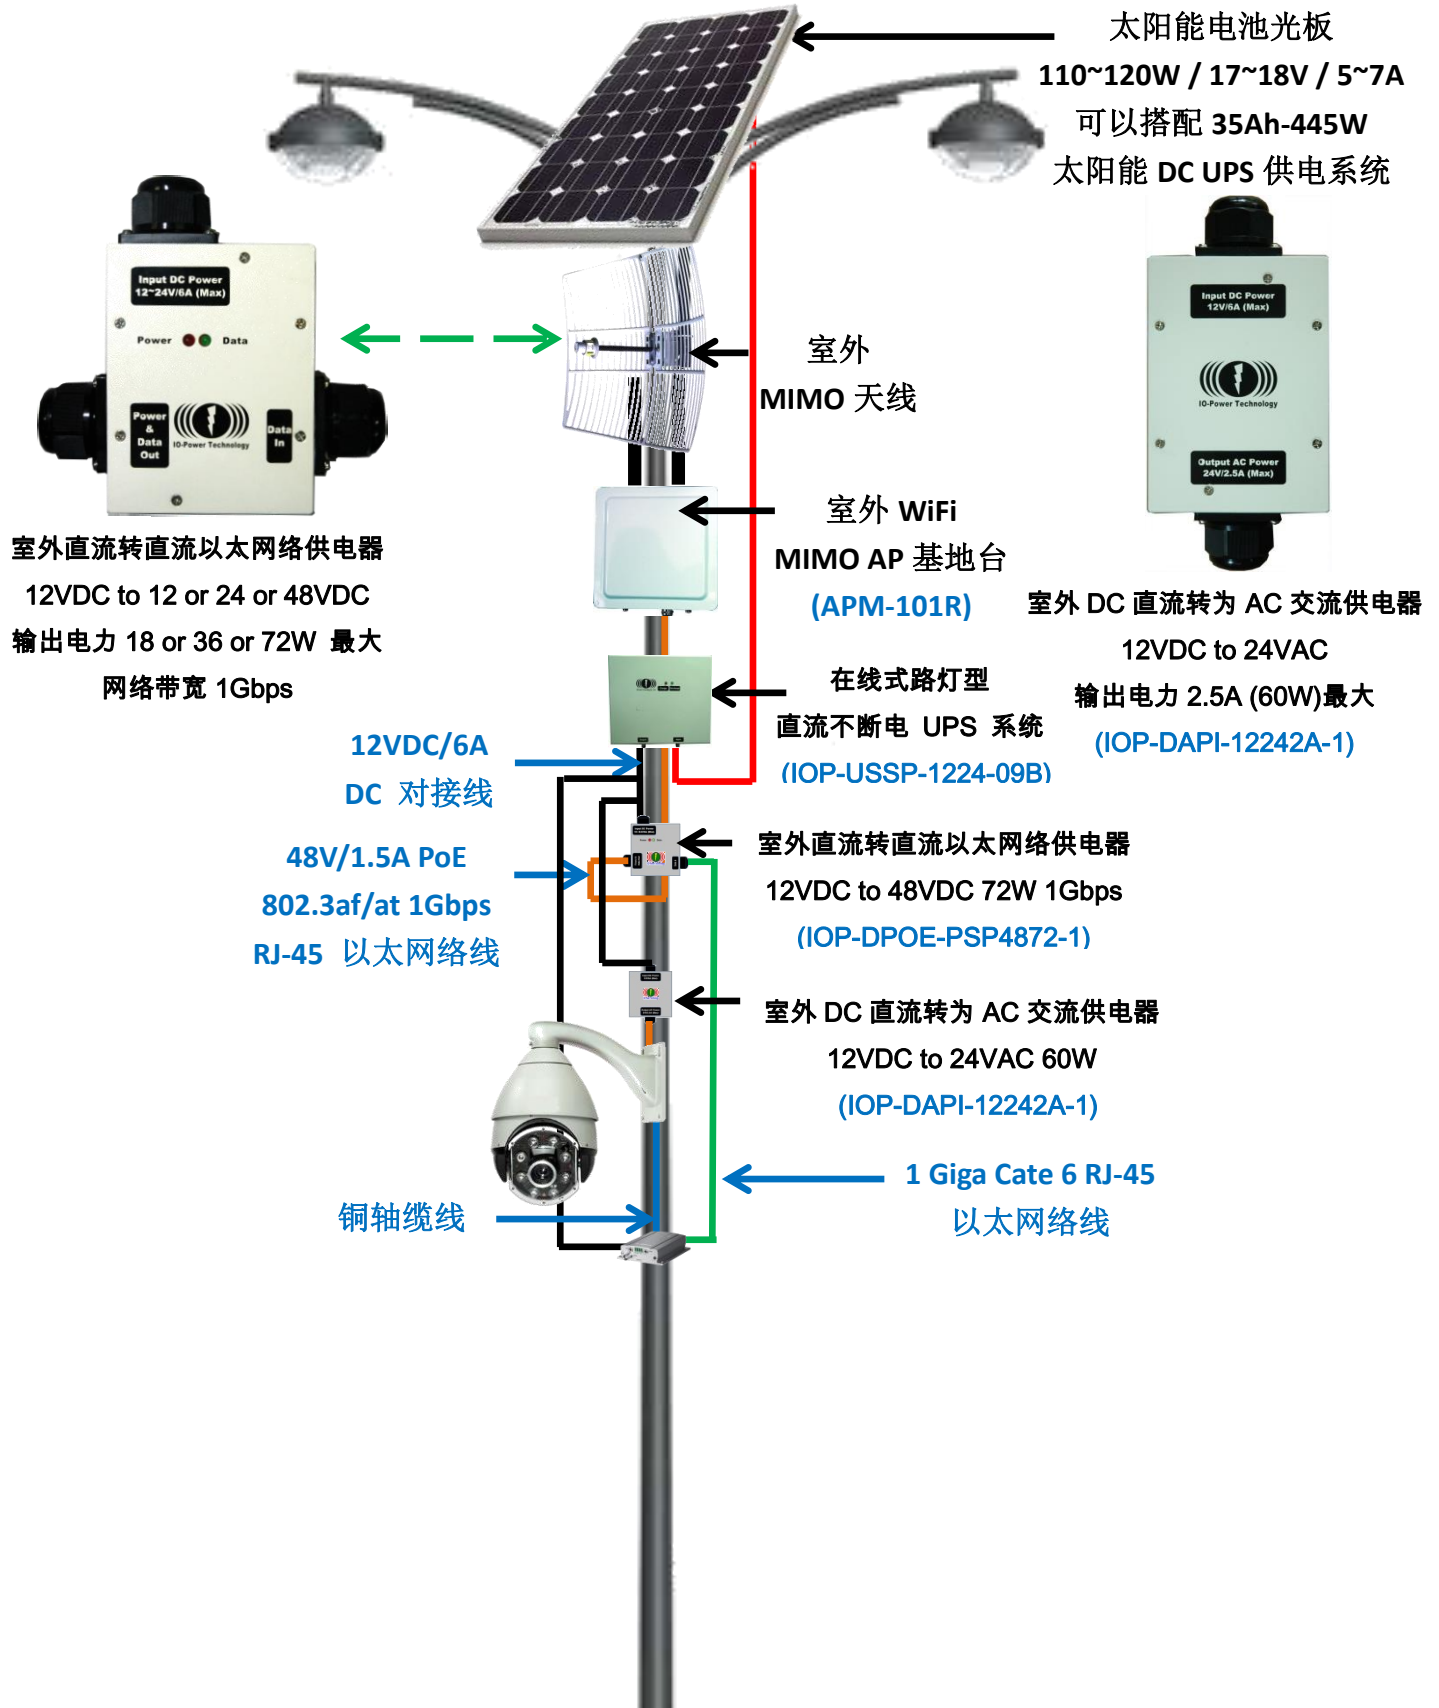 太阳能电池光板
110~120W / 17~18V / 5~7A
可以搭配 35Ah-445W
太阳能 DC UPS 供电系统
Input DC Power
12~24V/6A (Max)
Power
Data
Power
&
Data
Out
IO-Power Technology
Data
In
室外直流转直流以太网络供电器
12VDC to 12 or 24 or 48VDC
输出电力 18 or 36 or 72W 最大
网络带宽 1Gbps
室外
MIMO 天线
Input DC Power
12V/6A (Max)
IO-Power Technology
Output AC Power
24V/2.5A (Max)
室外 DC 直流转为 AC 交流供电器
12VDC to 24VAC
输出电力 2.5A (60W)最大
(IOP-DAPI-12242A-1)
室外 WiFi
MIMO AP 基地台
(APM-101R)
在线式路灯型
直流不断电 UPS 系统
(IOP-USSP-1224-09B)
12VDC/6A
DC 对接线
48V/1.5A PoE
802.3af/at 1Gbps
RJ-45 以太网络线
室外直流转直流以太网络供电器
12VDC to 48VDC 72W 1Gbps
(IOP-DPOE-PSP4872-1)
室外 DC 直流转为 AC 交流供电器
12VDC to 24VAC 60W
(IOP-DAPI-12242A-1)
1 Giga Cate 6 RJ-45
以太网络线
铜轴缆线